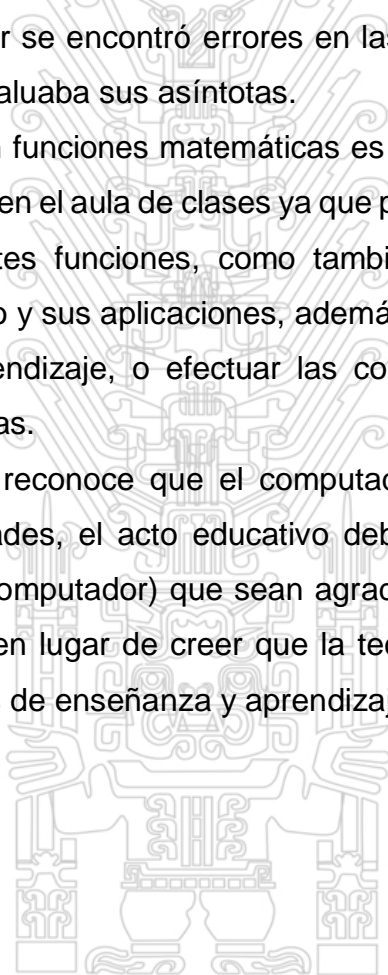 r se encontró errores en las
aluaba sus asíntotas.
n funciones matemáticas es
en el aula de clases ya que p
tes funciones, como tambi
o y sus aplicaciones, ademá
endizaje, o efectuar las co
as.
reconoce que el computad
ades, el acto educativo deb
omputador) que sean agrad
en lugar de creer que la tec
s de enseñanza y aprendizaj